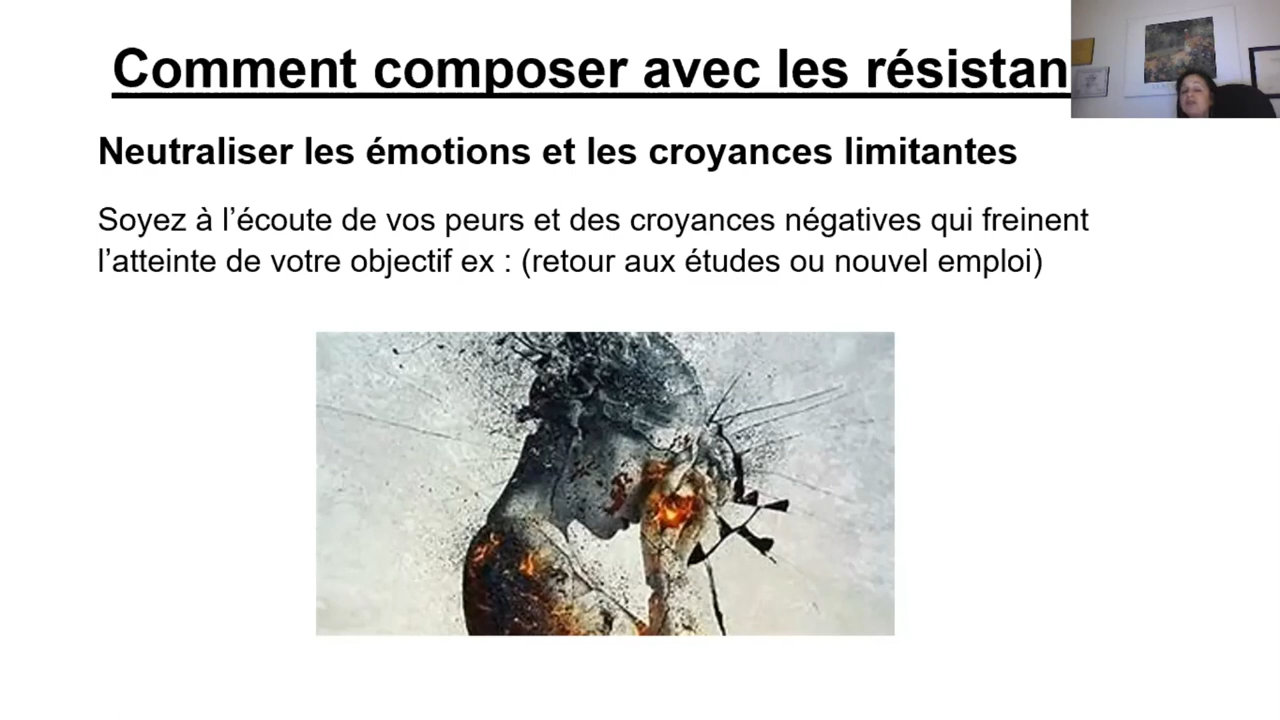 Comment composer avec les résistan
Neutraliser les émotions et les croyances limitantes
Soyez à l’écoute de vos peurs et des croyances négatives qui freinent
l’atteinte de votre objectif ex : (retour aux études ou nouvel emploi)